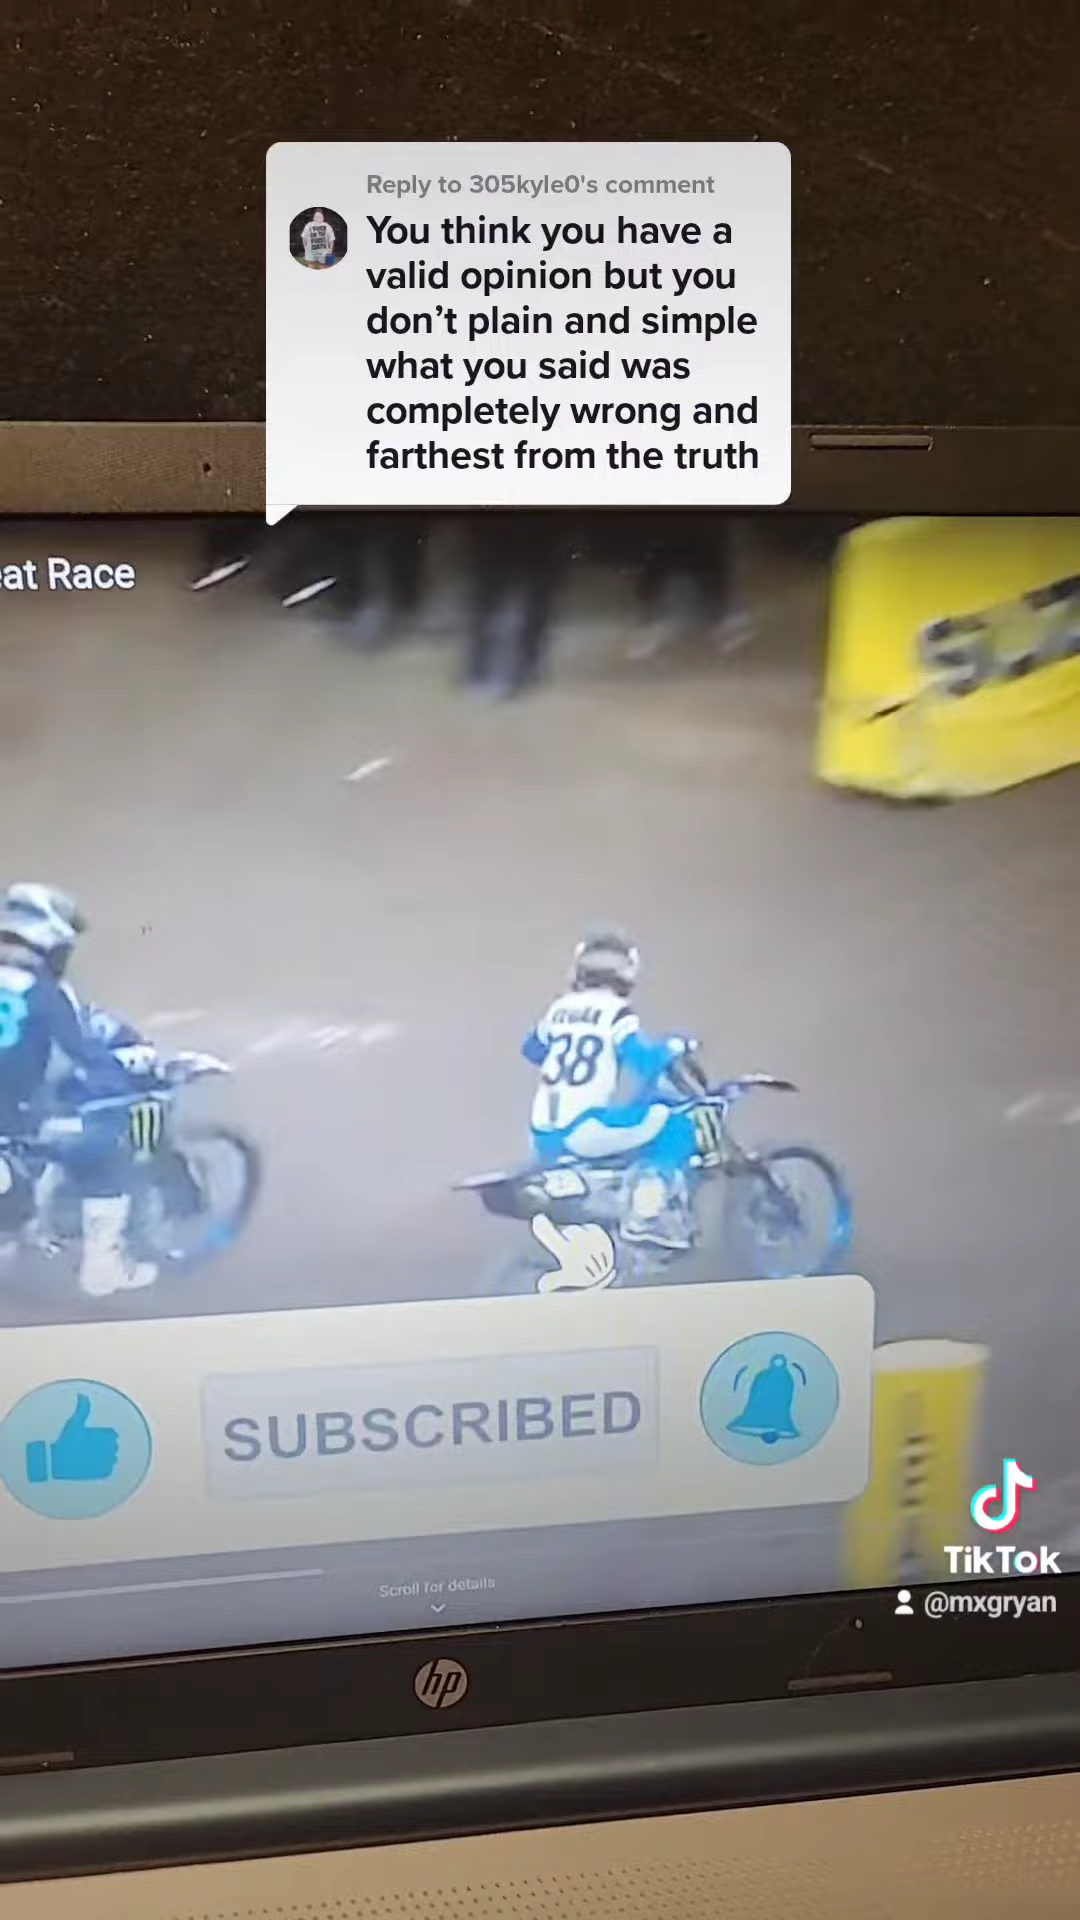 Reply to 305kyle0's comment
You think you have a
valid opinion but you
don’t plain and simple
what you said was
completely wrong and
farthest from the truth
eat Race
38
SUBSCRIBED
Scroll for details
hp
TikTok
@mxgryan